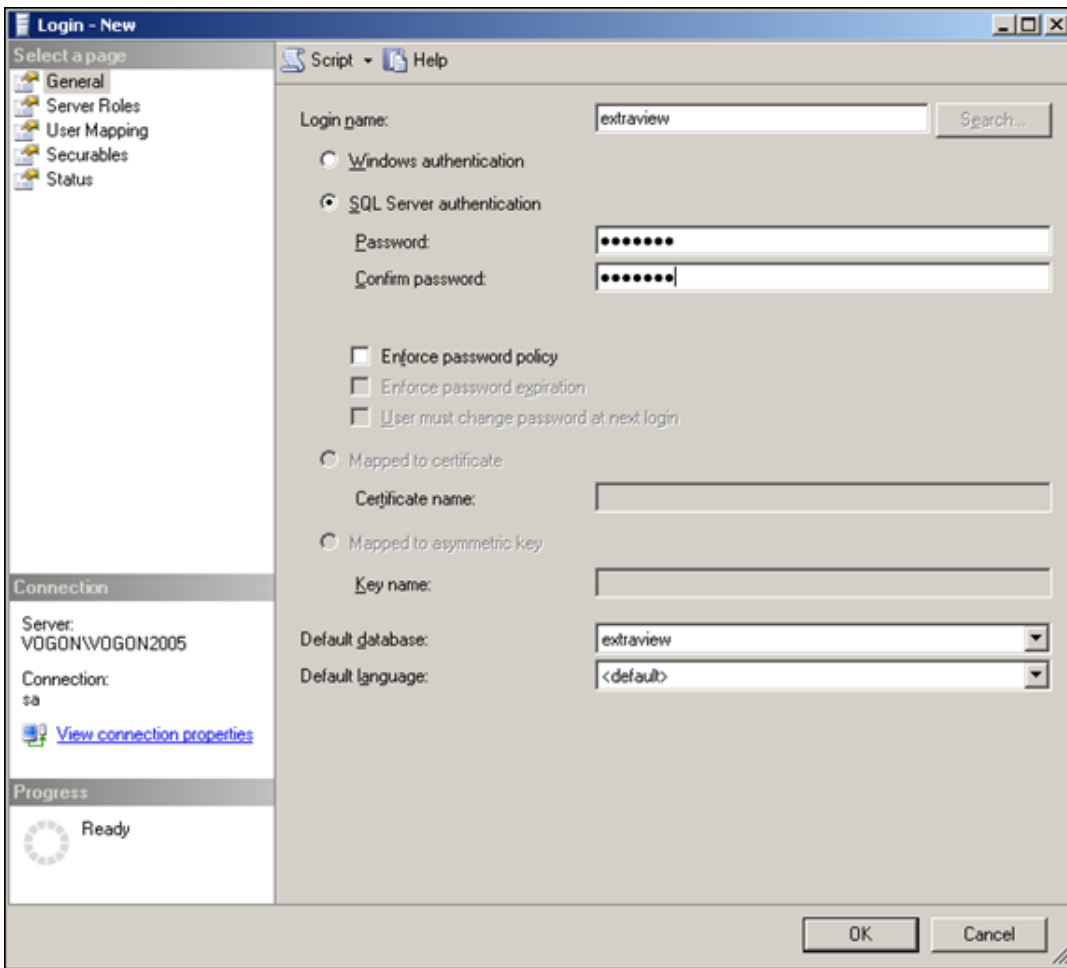 Login - New
Select a page
General
Server Roles
User Mapping
Securables
Status
Connection
Server:
VOGON\VOGON2005
Connection:
sa
View connection properties
Progress
Ready
Script Help
Login name: extraview Search...
Windows authentication
SQL Server authentication
Password: •••••••
Confirm password: •••••••
Enforce password policy
Enforce password expiration
User must change password at next login
Mapped to certificate
Certificate name:
Mapped to asymmetric key
Key name:
Default database: extraview
Default language: <default>
OK Cancel